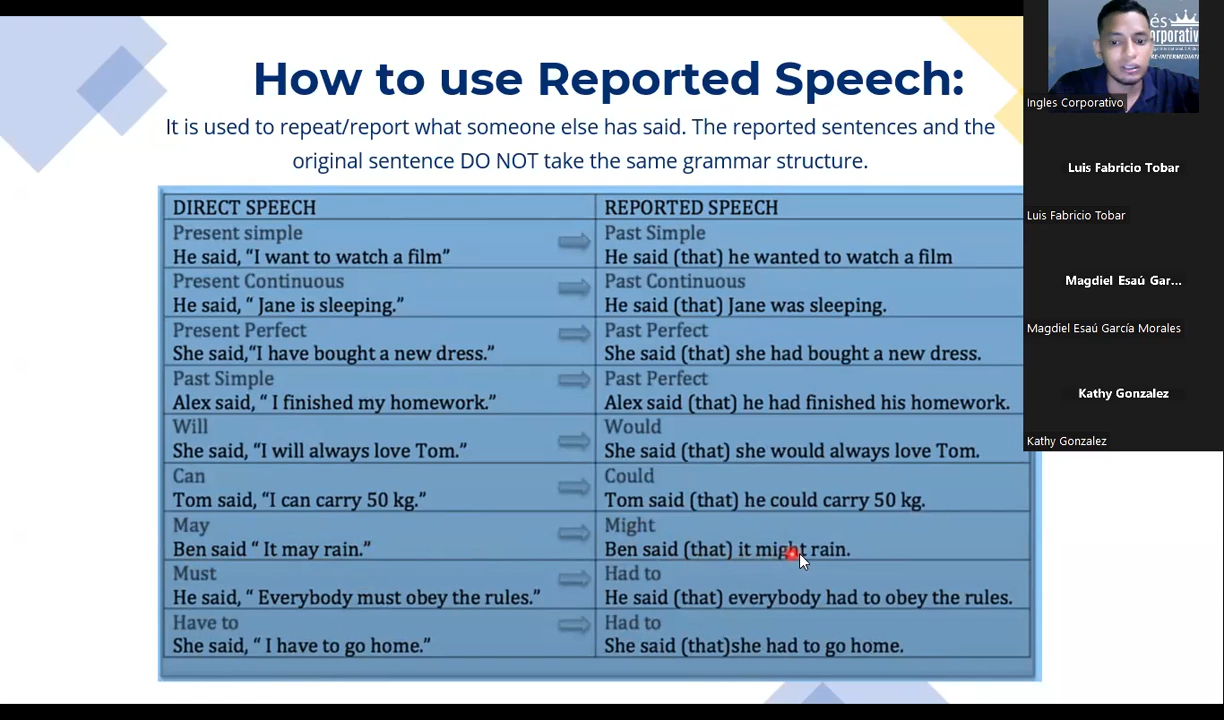 How to use Reported Speech:
It is used to repeat/report what someone else has said. The reported sentences and the
original sentence DO NOT take the same grammar structure.
DIRECT SPEECH
REPORTED SPEECH
Present simple
Past Simple
He said, “I want to watch a film”
He said (that) he wanted to watch a film
Present Continuous
Past Continuous
He said, “ Jane is sleeping.”
He said (that) Jane was sleeping.
Present Perfect
Past Perfect
She said,“I have bought a new dress.”
She said (that) she had bought a new dress.
Past Simple
Past Perfect
Alex said, “ I finished my homework.”
Alex said (that) he had finished his homework.
Will
Would
She said, “I will always love Tom.”
She said (that) she would always love Tom.
Can
Could
Tom said, “I can carry 50 kg.”
Tom said (that) he could carry 50 kg.
May
Might
Ben said “ It may rain.”
Ben said (that) it might rain.
Must
Had to
He said, “ Everybody must obey the rules.”
He said (that) everybody had to obey the rules.
Have to
Had to
She said, “ I have to go home.”
She said (that)she had to go home.
Ingles Corporativo
Luis Fabricio Tobar
Luis Fabricio Tobar
Magdiel Esaú Gar...
Magdiel Esaú García Morales
Kathy Gonzalez
Kathy Gonzalez